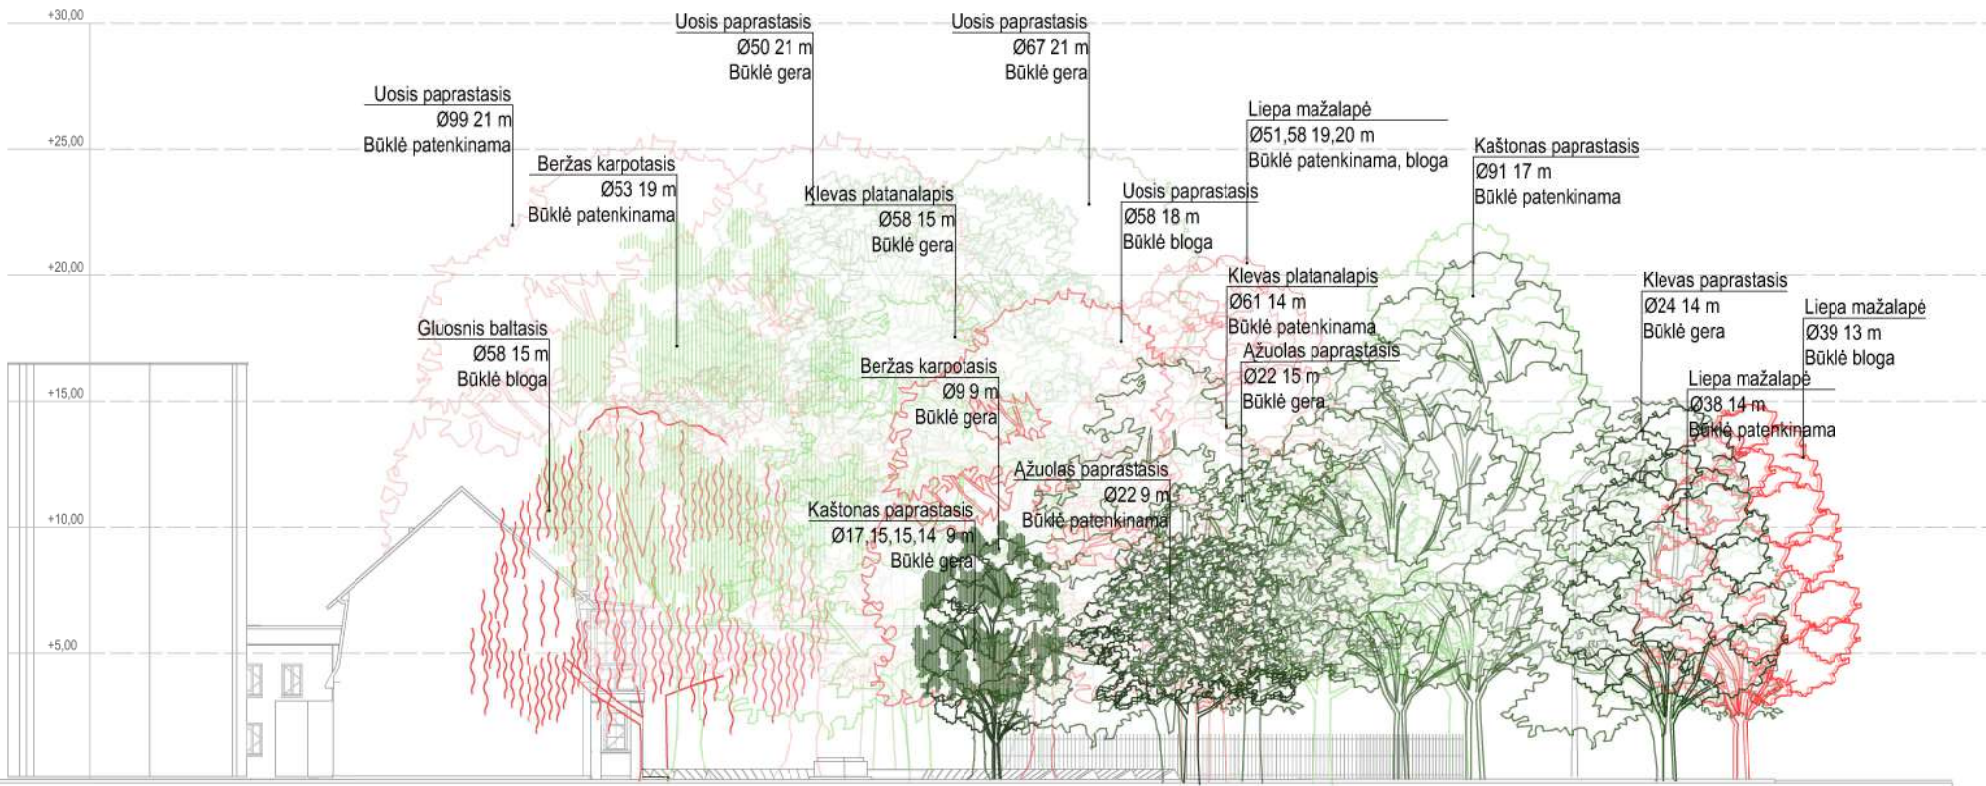 +30,00
+25,00
+20,00
+15,00
+10,00
+5,00
Uosis paprastasis
Ø99 21 m
Būklė patenkinama
Uosis paprastasis
Ø50 21 m
Būklė gera
Uosis paprastasis
Ø67 21 m
Būklė gera
Beržas karpotasis
Ø53 19 m
Būklė patenkinama
Klevas platanalapis
Ø58 15 m
Būklė gera
Uosis paprastasis
Ø58 18 m
Būklė bloga
Liepa mažalapė
Ø51,58 19,20 m
Būklė patenkinama, bloga
Kaštonas paprastasis
Ø91 17 m
Būklė patenkinama
Gluosnis baltasis
Ø58 15 m
Būklė bloga
Beržas karpotasis
Ø9 9 m
Būklė gera
Klevas platanalapis
Ø61 14 m
Būklė patenkinama
Ąžuolas paprastasis
Ø22 15 m
Būklė gera
Klevas paprastasis
Ø24 14 m
Būklė gera
Liepa mažalapė
Ø39 13 m
Būklė bloga
Liepa mažalapė
Ø38 14 m
Būklė patenkinama
Kaštonas paprastasis
Ø17,15,15,14 9 m
Būklė gera
Ąžuolas paprastasis
Ø22 9 m
Būklė patenkinama